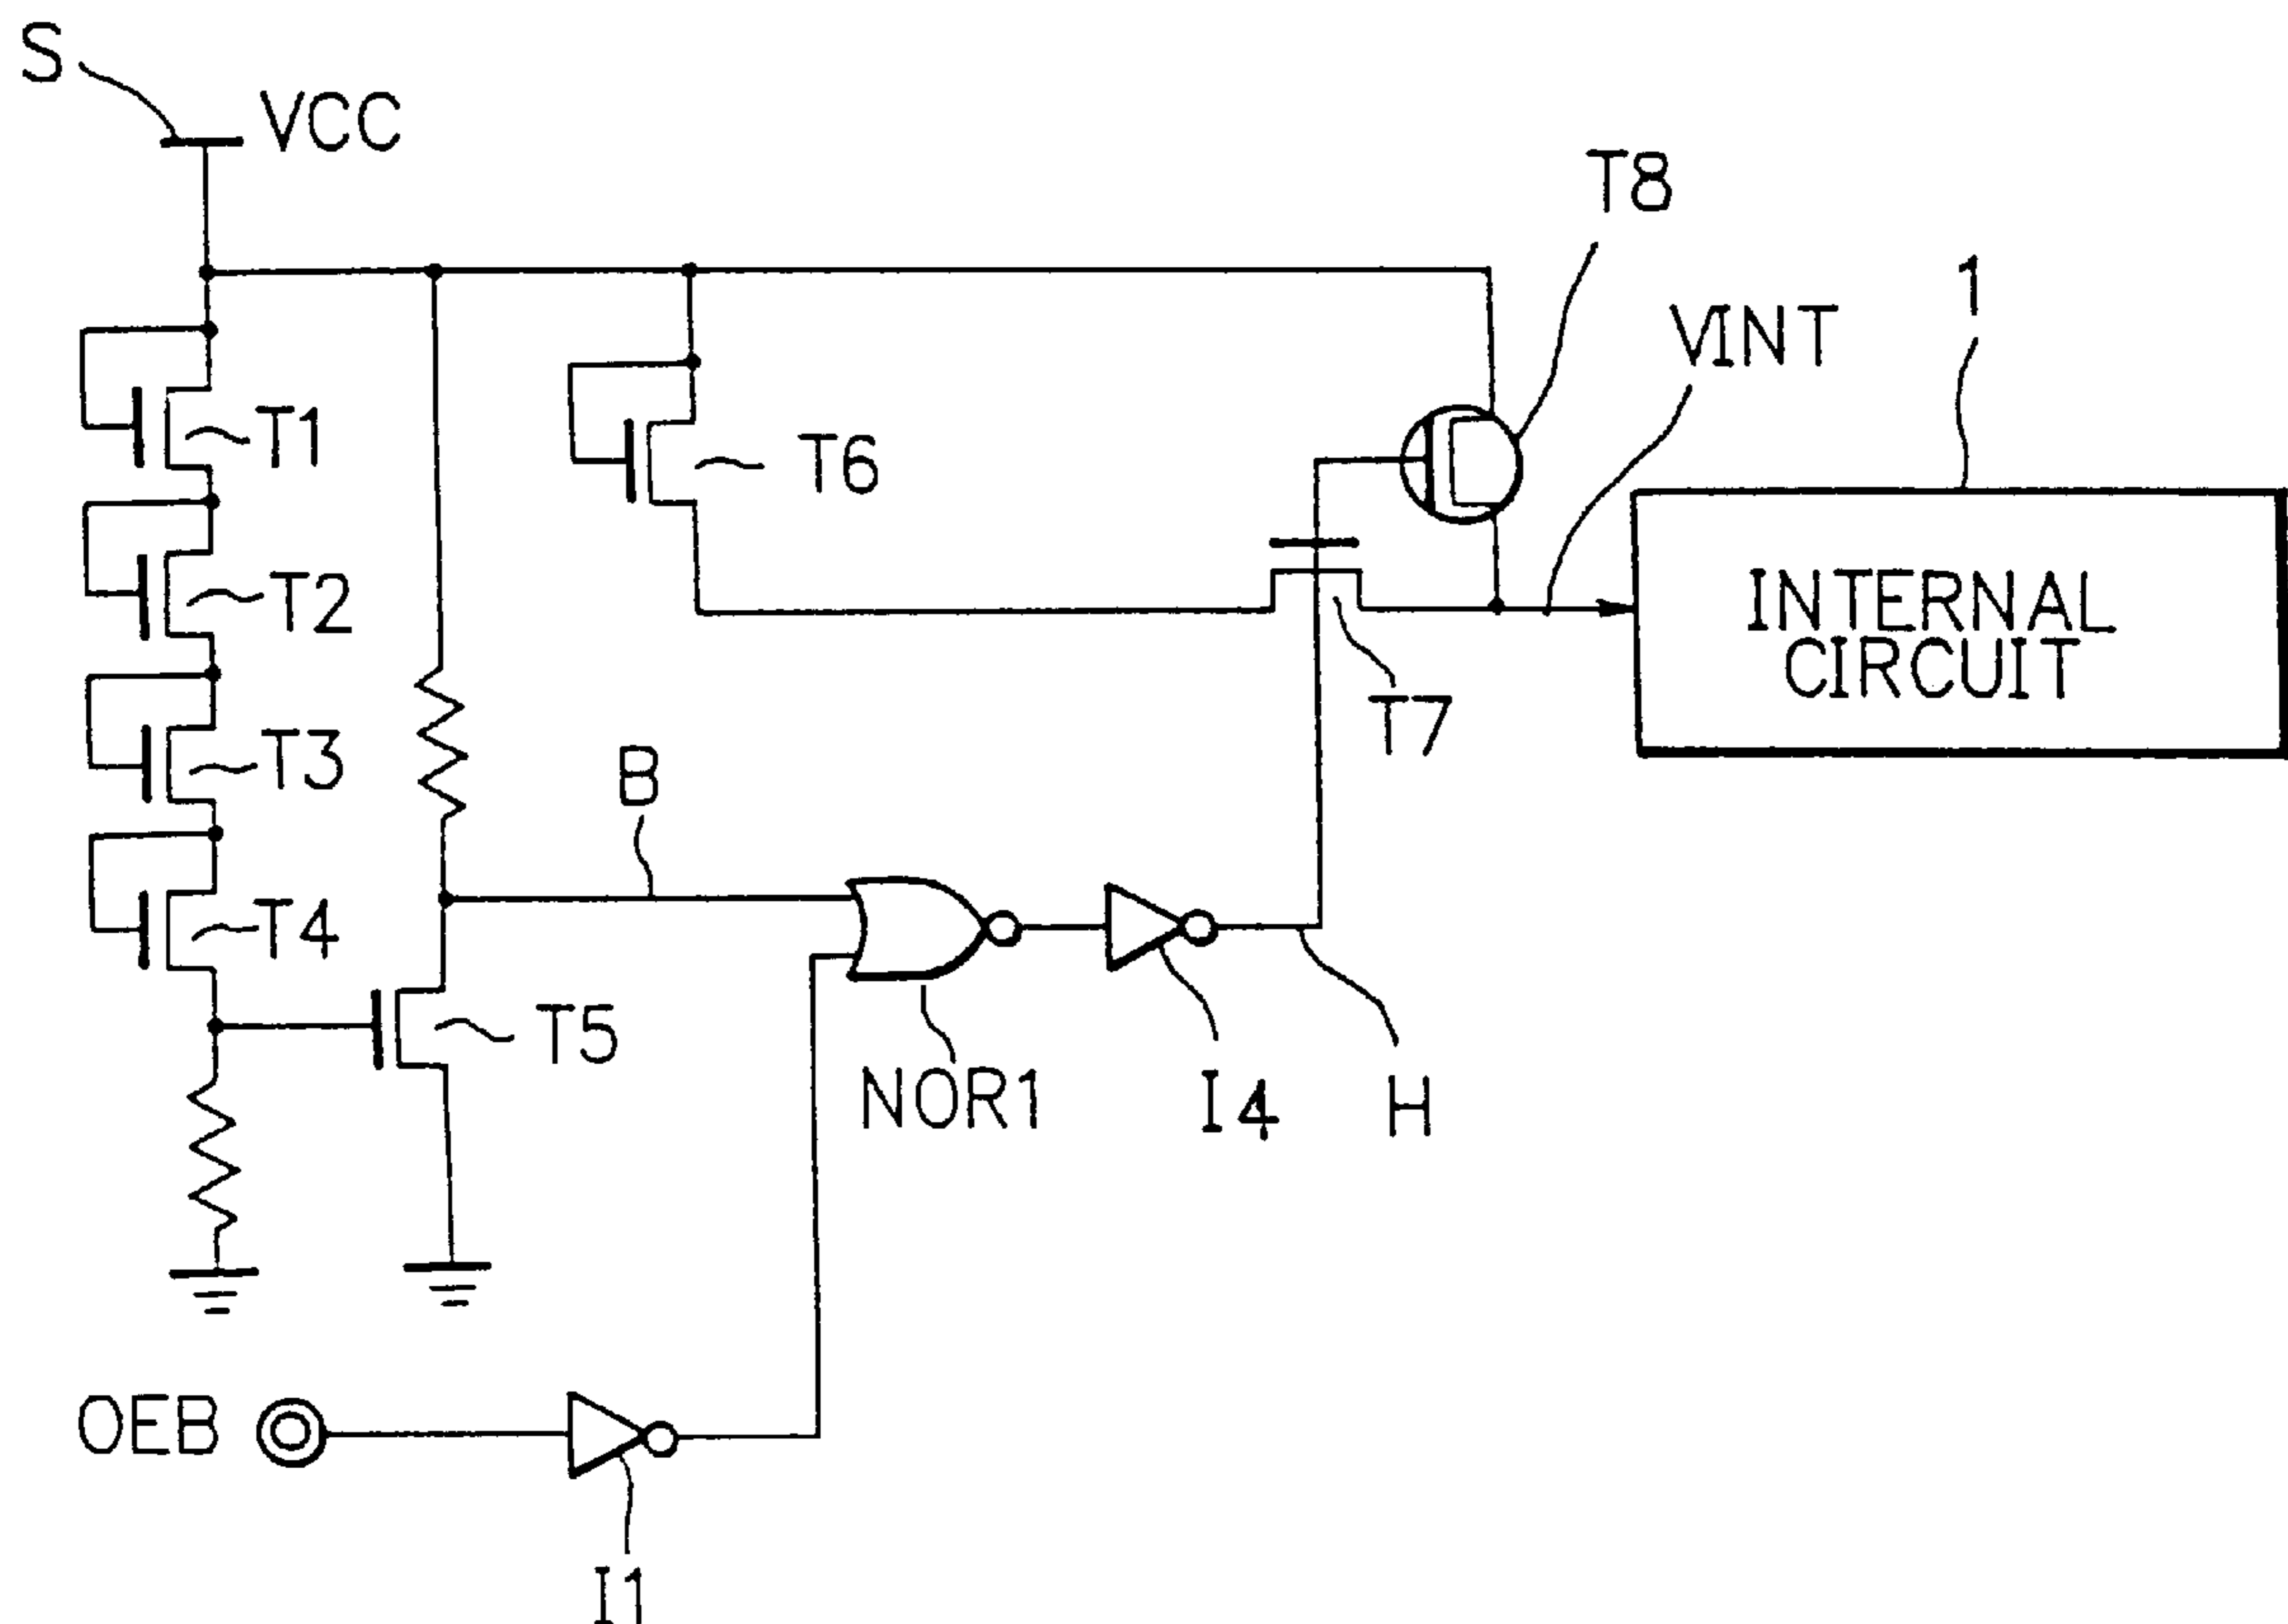 S
VCC
T8
1
VINT
T1
T6
T2
INTERNAL
CIRCUIT
T7
T3
B
T4
T5
NOR1
I4
H
OEB
I1